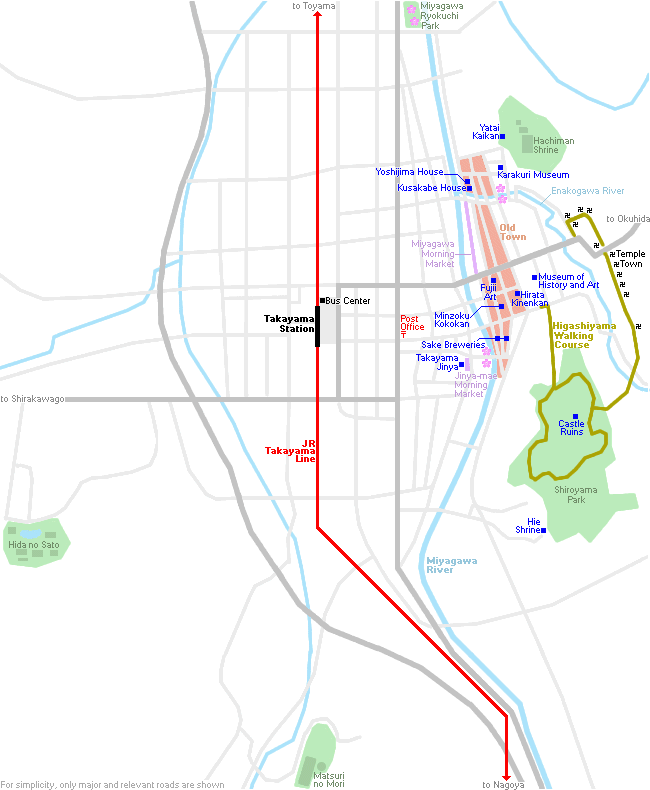 to Toyama
Miyagawa
Ryokuchi
Park
Yatai
Kaikan
Hachiman
Shrine
Yoshijima House
Karakuri Museum
Kusakabe House
Enakogawa River
to Okuhida
Old
Town
Miyagawa
Morning
Market
Temple
Town
Museum of
History and Art
Fujii
Art
Hirata
Kinenkan
Bus Center
Takayama
Station
Post
Office
Minzoku
Kokokan
Higashiyama
Walking
Course
Sake Breweries
Takayama
Jinya
Jinya-mae
Morning
Market
to Shirakawago
Castle
Ruins
JR
Takayama
Line
Shiroyama
Park
Hie
Shrine
Hida no Sato
Miyagawa
River
Matsuri
no Mori
For simplicity, only major and relevant roads are shown
to Nagoya